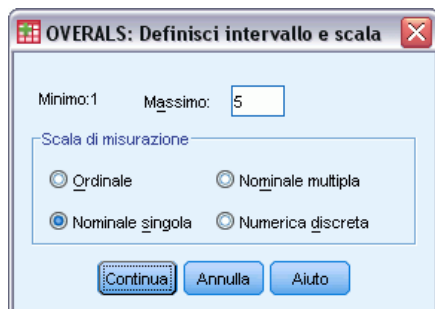 OVERALS: Definisci intervallo e scala
Minimo:1 Massimo: 5
Scala di misurazione
Ordinale Nominale multipla
Nominale singola Numerica discreta
Continua Annulla Aiuto